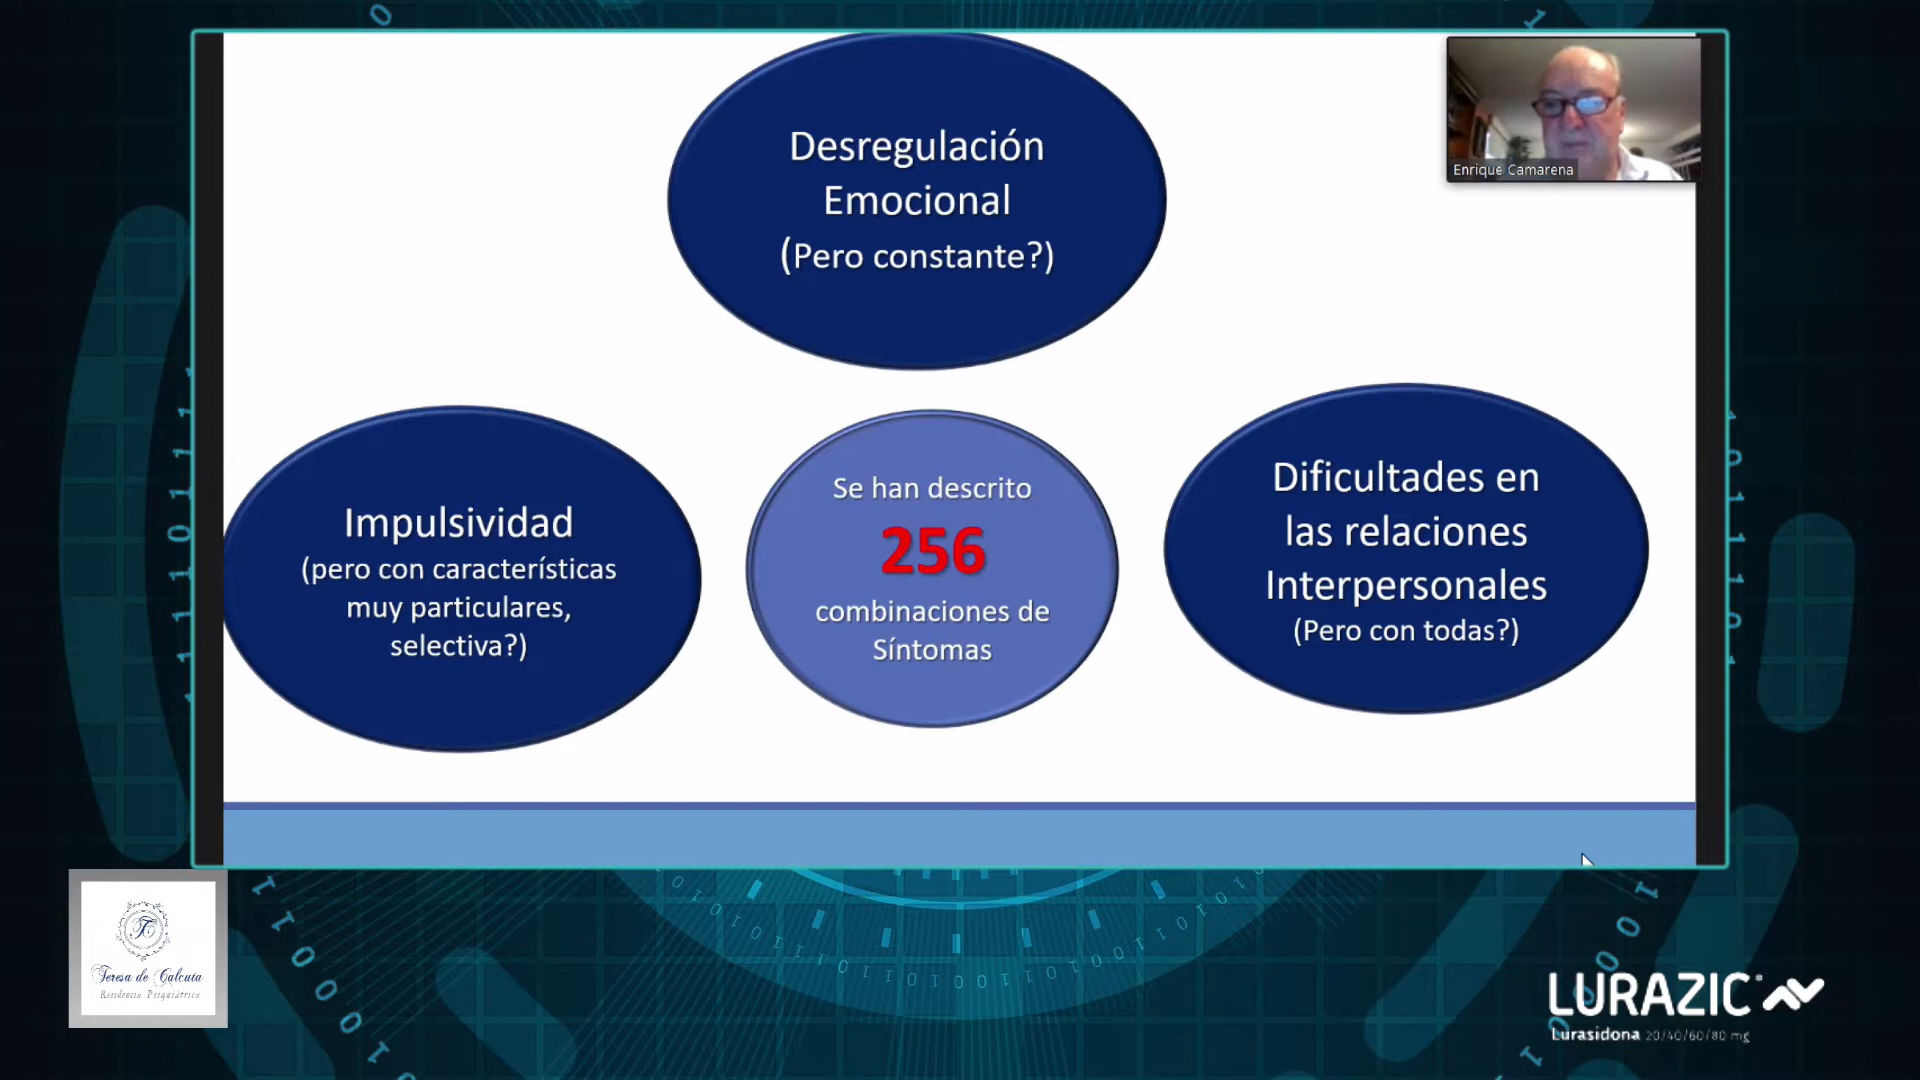 Desregulación
Emocional
(Pero constante?)
Enrique Camarena
Impulsividad
(pero con características
muy particulares,
selectiva?)
Se han descrito
256
combinaciones de
Síntomas
Dificultades en
las relaciones
Interpersonales
(Pero con todas?)
Teresa de Calcuta
Residencia Psiquiátrica
LURAZIC
Lurasidona 20/40/60/80 mg